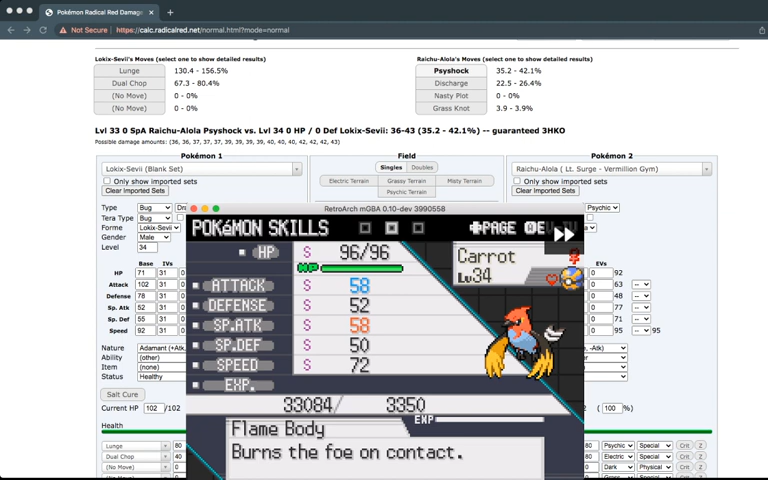 Pokémon Radical Red Damage
Not Secure | https://calc.radicalred.net/normal.html?mode=normal
Lokix-Sevii's Moves (select one to show detailed results)
Lunge 130.4 - 156.5%
Dual Chop 67.3 - 80.4%
(No Move) 0 - 0%
(No Move) 0 - 0%
Raichu-Alola's Moves (select one to show detailed results)
Psyshock 35.2 - 42.1%
Discharge 22.5 - 26.4%
Nasty Plot 0 - 0%
Grass Knot 3.9 - 3.9%
Lvl 33 0 SpA Raichu-Alola Psyshock vs. Lvl 34 0 HP / 0 Def Lokix-Sevii: 36-43 (35.2 - 42.1%) -- guaranteed 3HKO
Possible damage amounts: (36, 36, 37, 37, 37, 39, 39, 39, 39, 40, 40, 40, 42, 42, 42, 43)
Pokémon 1
Lokix-Sevii (Blank Set)
Only show imported sets
Clear Imported Sets
Type Bug
Tera Type Bug
Forme Lokix-Sevii
Gender Male
Level 34
Base IVs
HP 71 31
Attack 102 31
Defense 78 31
Sp. Atk 52 31
Sp. Def 55 31
Speed 92 31
Nature Adamant (+Atk,
Ability (other)
Item (none)
Status Healthy
Salt Cure
Current HP 102 /102
Health
Lunge 80
Dual Chop 40
(No Move) 0
(No Move) 0
Field
Singles Doubles
Electric Terrain Grassy Terrain Misty Terrain
Psychic Terrain
Pokémon 2
Raichu-Alola ( Lt. Surge - Vermilion Gym)
Only show imported sets
Clear Imported Sets
Psychic
EVs
0 92
0 63 --
0 48 --
0 77 --
0 71 --
0 95 -- 95
, -Atk)
( 100 %)
80 Psychic Special Crit Z
80 Electric Special Crit Z
0 Dark Physical Crit Z
Special Crit Z
RetroArch mGBA 0.10-dev 3990558
POKéMON SKILLS
PAGE
HP S 96/96
HP
ATTACK S 58
DEFENSE S 52
SP.ATK S 58
SP.DEF S 50
SPEED S 72
EXP.
33084/ 3350
EXP
Carrot
Lv34
Flame Body
Burns the foe on contact.